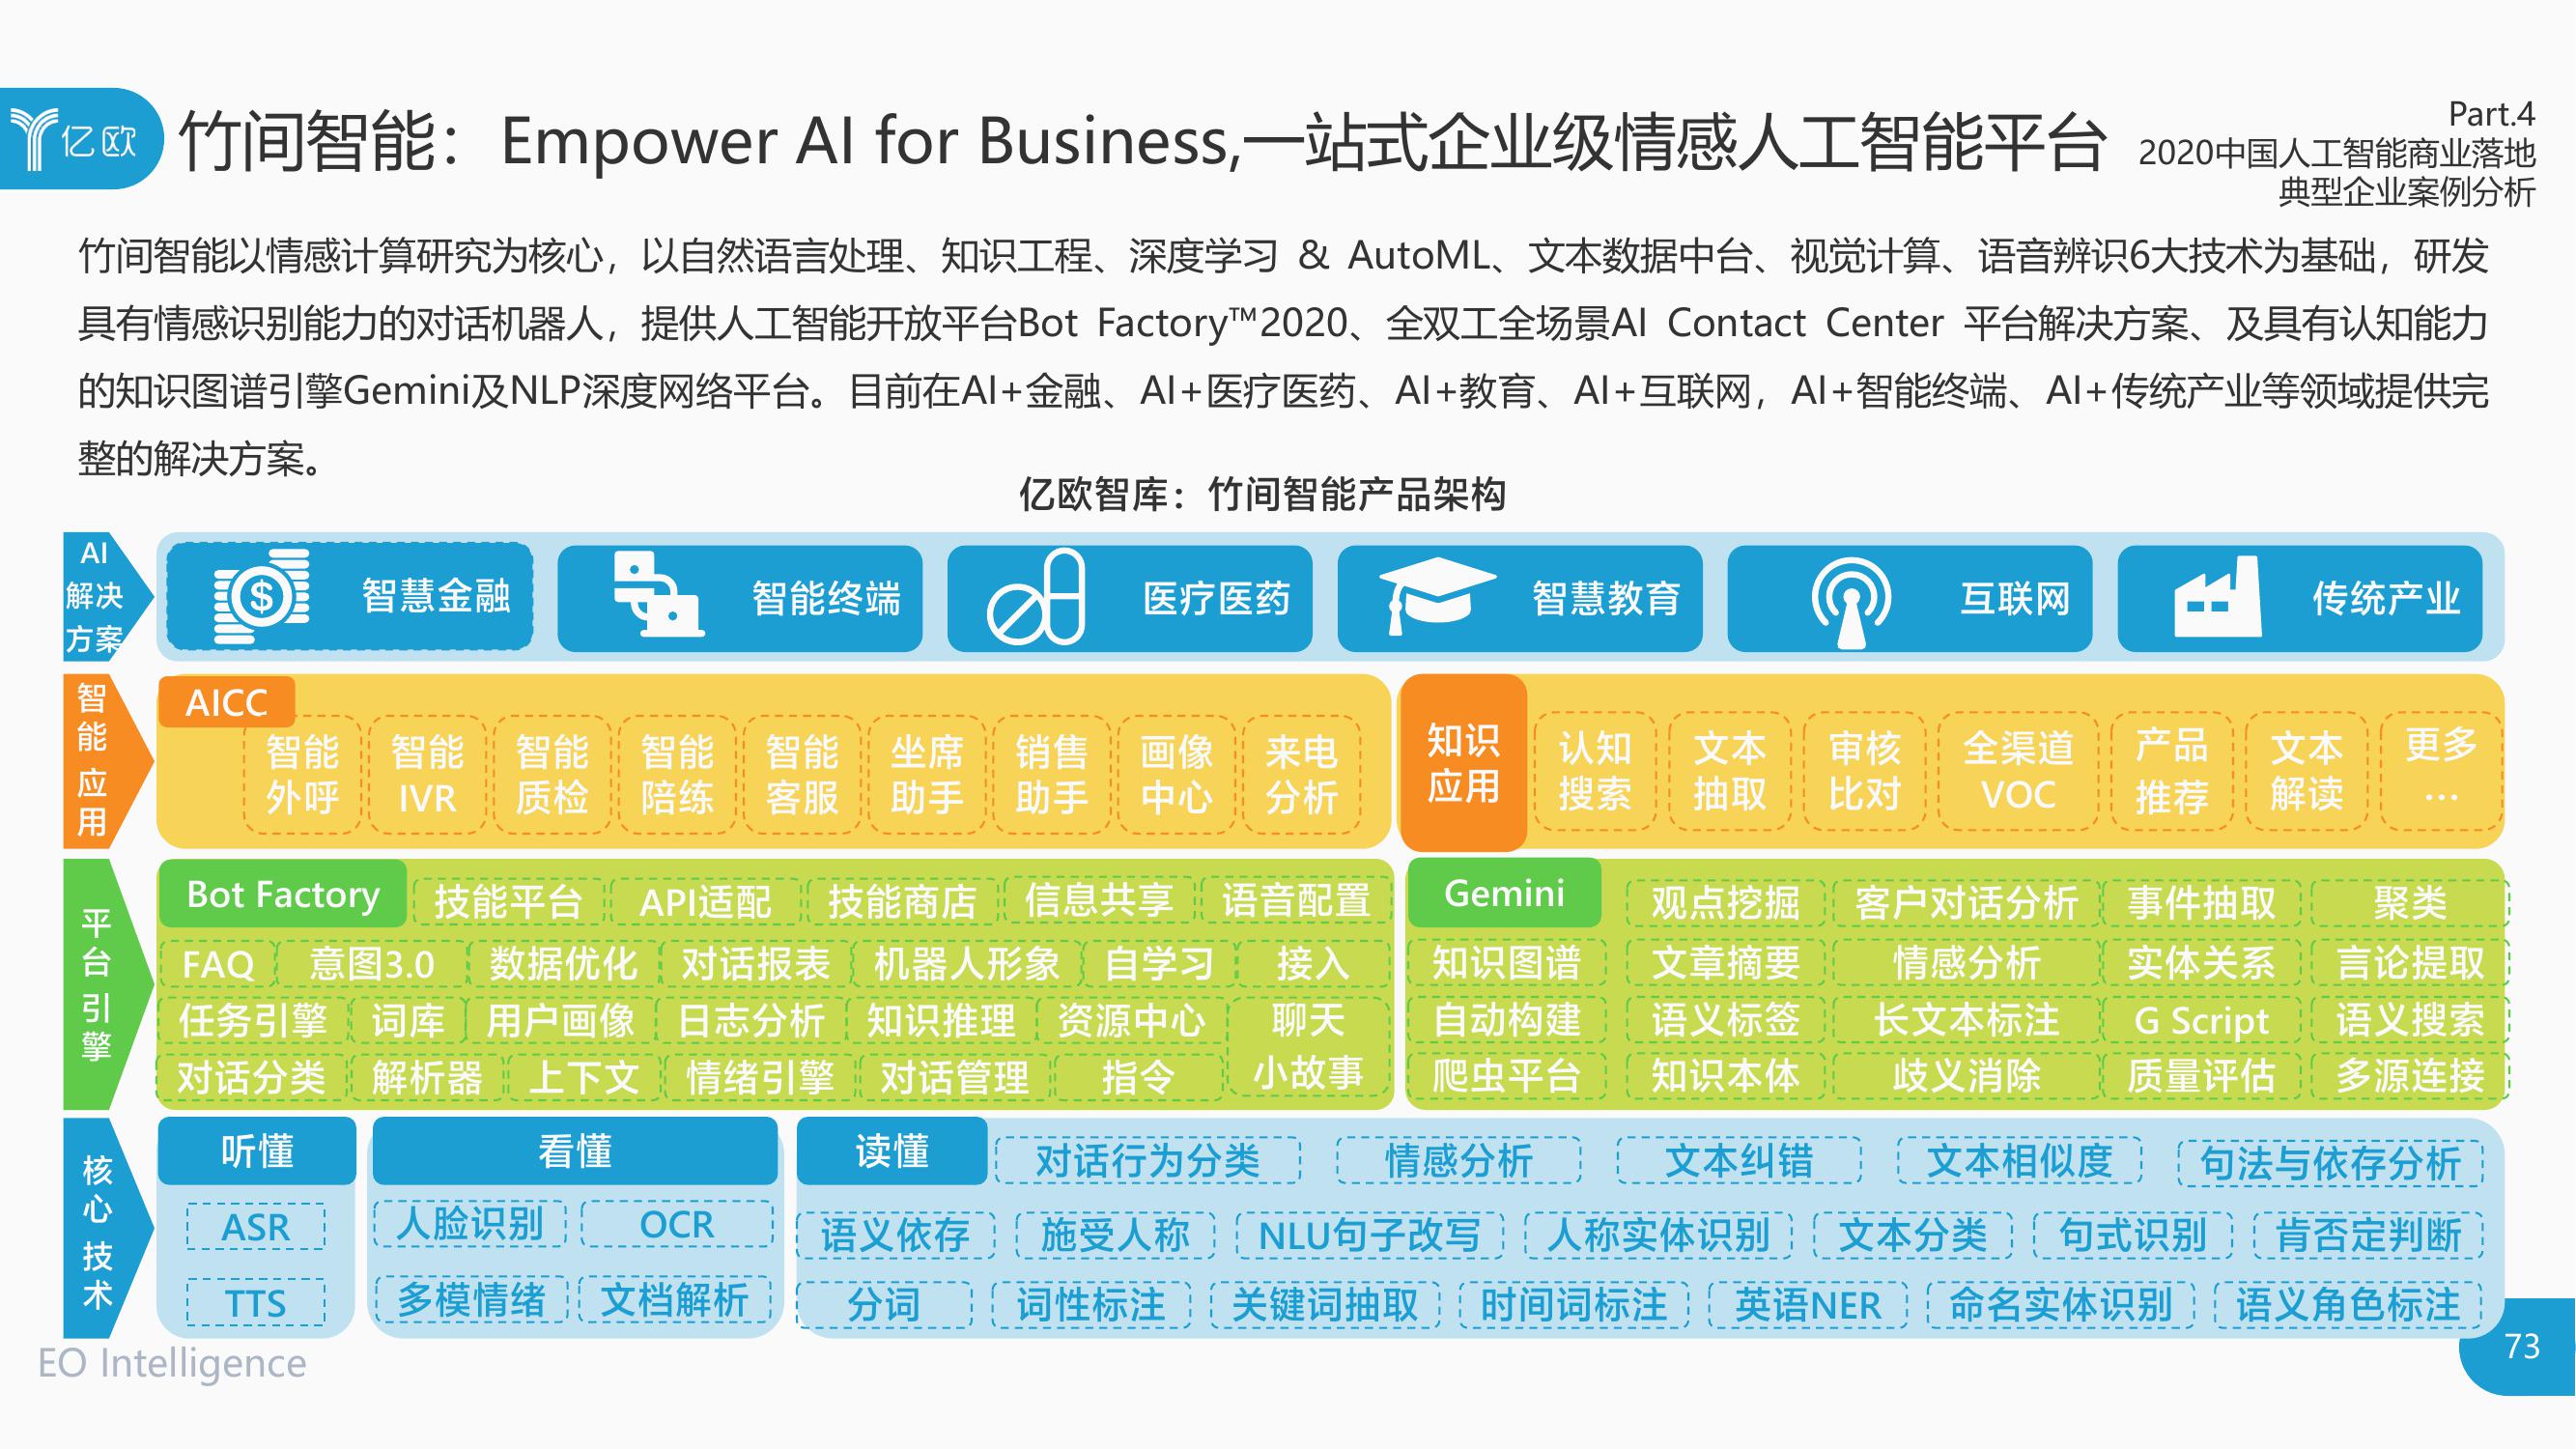 亿欧
竹间智能：Empower AI for Business,一站式企业级情感人工智能平台
Part.4
2020中国人工智能商业落地
典型企业案例分析
竹间智能以情感计算研究为核心，以自然语言处理、知识工程、深度学习 & AutoML、文本数据中台、视觉计算、语音辨识6大技术为基础，研发
具有情感识别能力的对话机器人，提供人工智能开放平台Bot Factory™2020、全双工全场景AI Contact Center 平台解决方案、及具有认知能力
的知识图谱引擎Gemini及NLP深度网络平台。目前在AI+金融、AI+医疗医药、AI+教育、AI+互联网，AI+智能终端、AI+传统产业等领域提供完
整的解决方案。
亿欧智库：竹间智能产品架构
AI
解决
方案
智慧金融
智能终端
医疗医药
智慧教育
互联网
传统产业
智能应用
AICC
智能
外呼
智能
IVR
智能
质检
智能
陪练
智能
客服
坐席
助手
销售
助手
画像
中心
来电
分析
知识
应用
认知
搜索
文本
抽取
审核
比对
全渠道
VOC
产品
推荐
文本
解读
更多
...
平台引擎
Bot Factory 技能平台 API适配 技能商店 信息共享 语音配置
FAQ 意图3.0 数据优化 对话报表 机器人形象 自学习 接入
任务引擎 词库 用户画像 日志分析 知识推理 资源中心 聊天
对话分类 解析器 上下文 情绪引擎 对话管理 指令 小故事
Gemini 观点挖掘 客户对话分析 事件抽取 聚类
知识图谱 文章摘要 情感分析 实体关系 言论提取
自动构建 语义标签 长文本标注 G Script 语义搜索
爬虫平台 知识本体 歧义消除 质量评估 多源连接
核心技术
听懂
ASR
TTS
看懂
人脸识别 OCR
多模情绪 文档解析
读懂 对话行为分类 情感分析 文本纠错 文本相似度 句法与依存分析
语义依存 施受人称 NLU句子改写 人称实体识别 文本分类 句式识别 肯否定判断
分词 词性标注 关键词抽取 时间词标注 英语NER 命名实体识别 语义角色标注
EO Intelligence
73